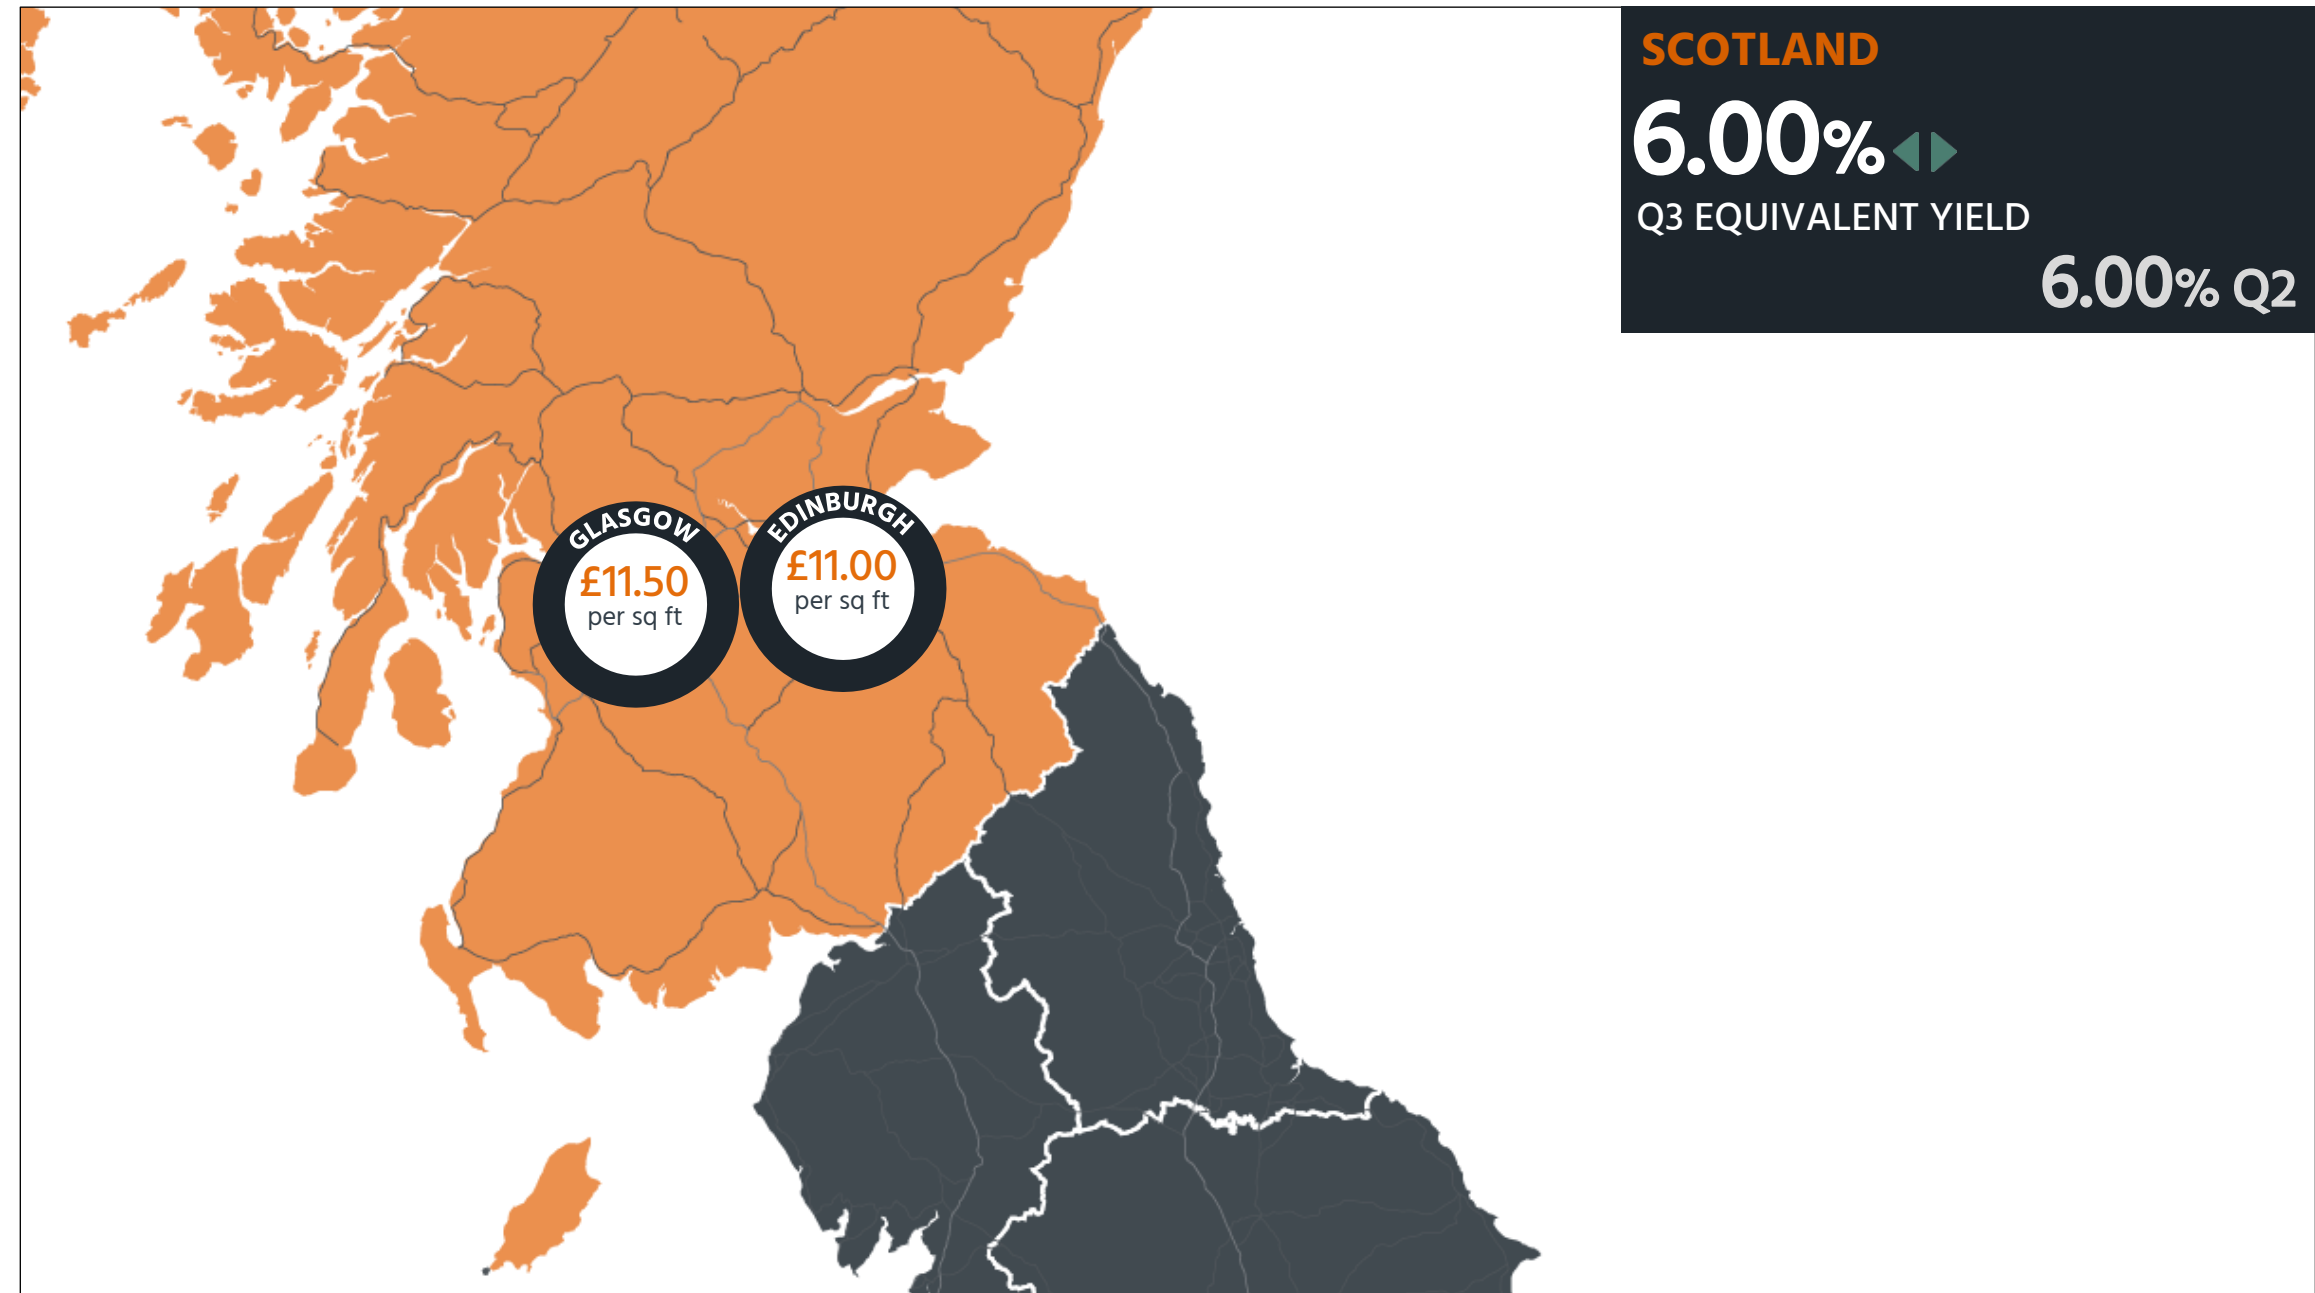 SCOTLAND
6.00%
Q3 EQUIVALENT YIELD
6.00% Q2
GLASGOW
£11.50
per sq ft
EDINBURGH
£11.00
per sq ft